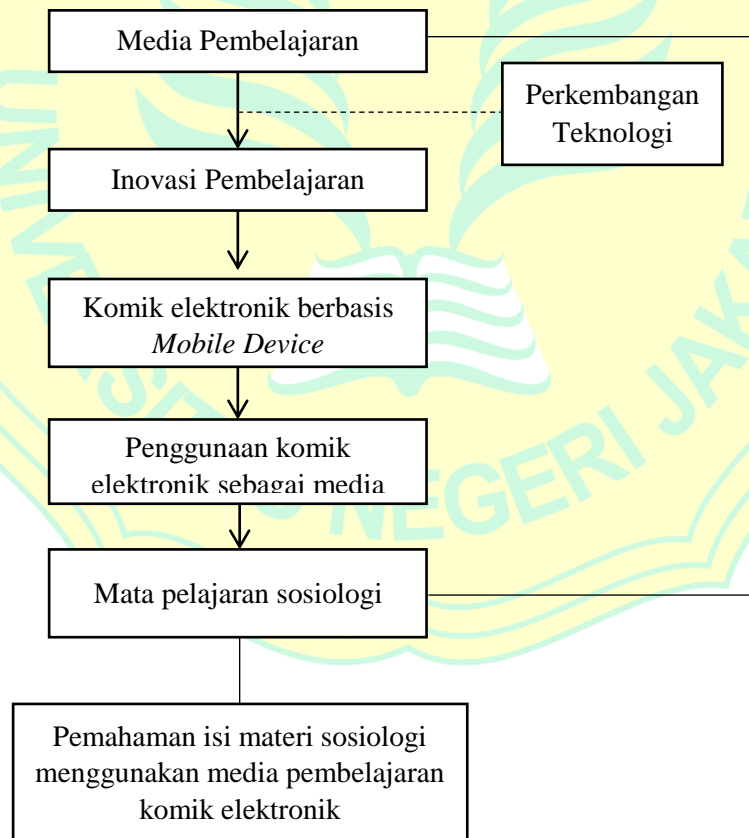 Media Pembelajaran
Perkembangan
Teknologi
Inovasi Pembelajaran
Komik elektronik berbasis
Mobile Device
Penggunaan komik
elektronik sebagai media
Mata pelajaran sosiologi
Pemahaman isi materi sosiologi
menggunakan media pembelajaran
komik elektronik